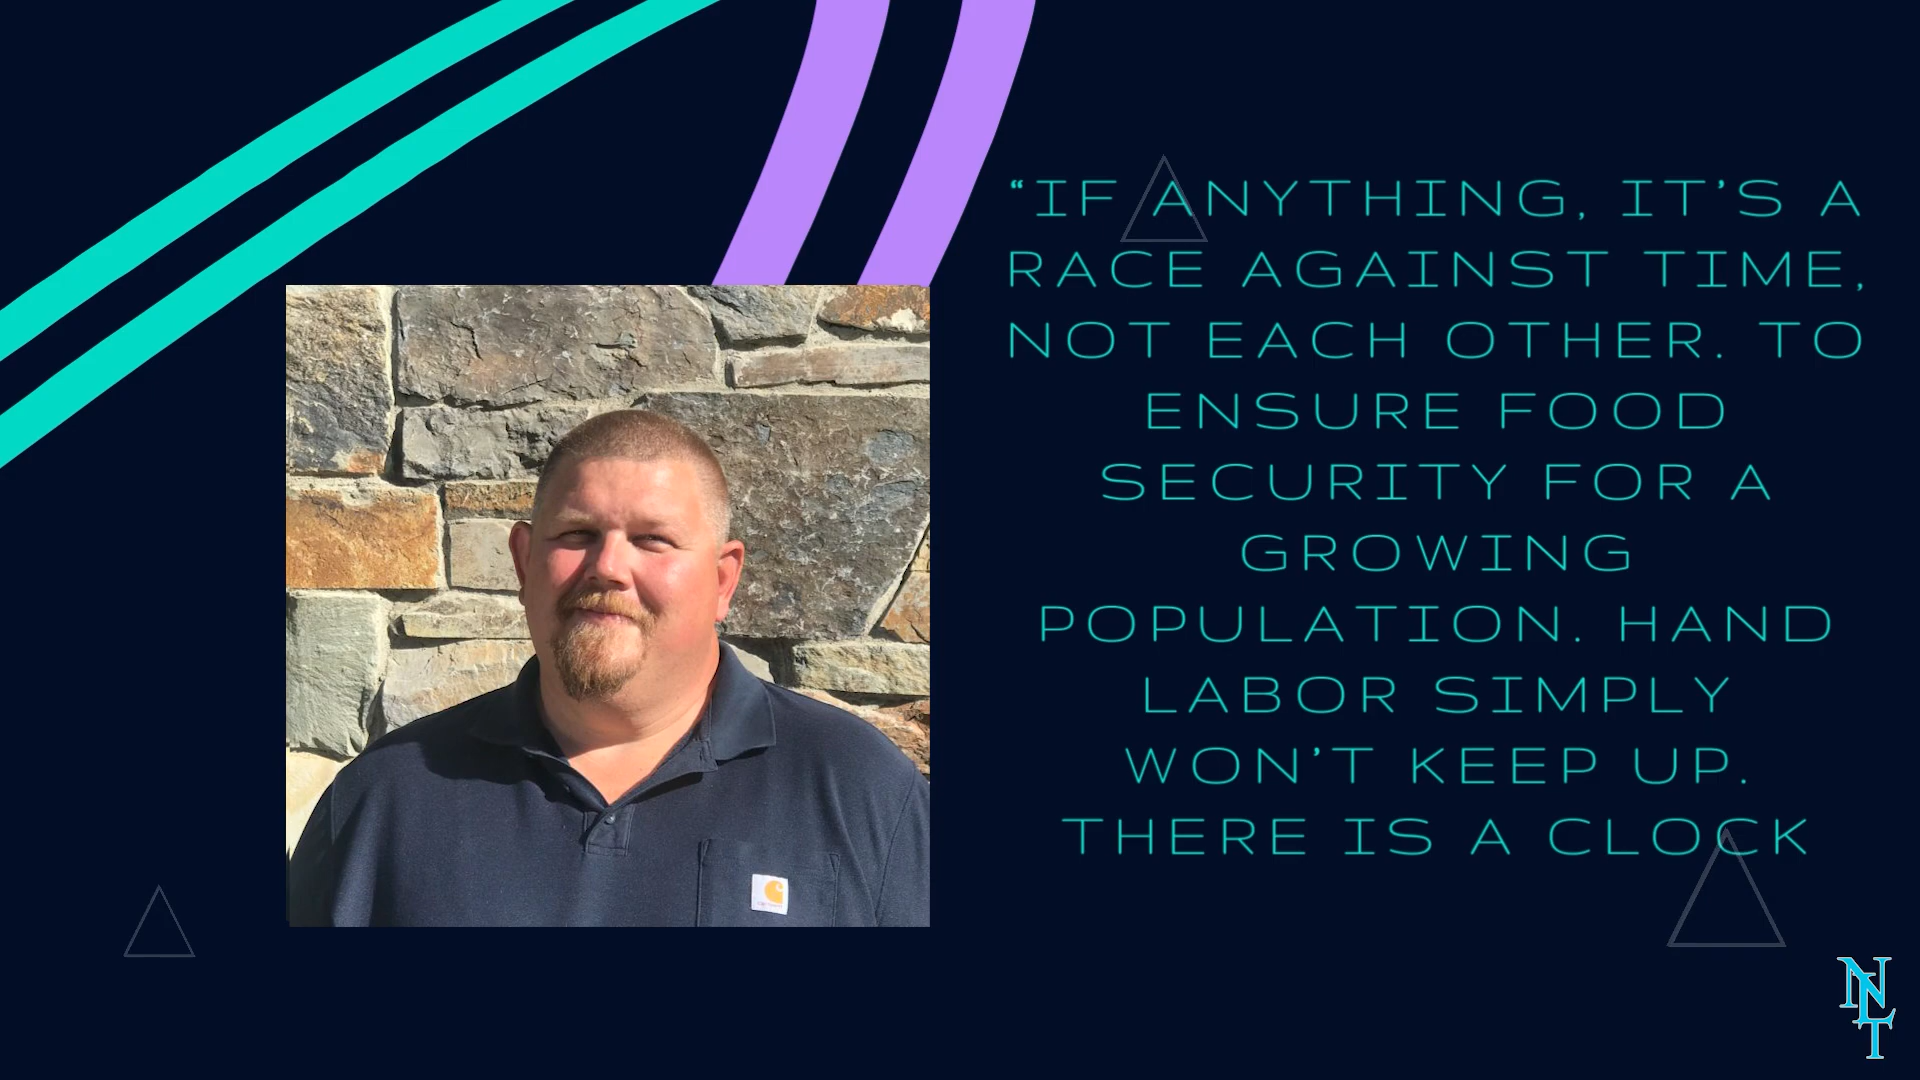 “IF ANYTHING, IT’S A
RACE AGAINST TIME,
NOT EACH OTHER. TO
ENSURE FOOD
SECURITY FOR A
GROWING
POPULATION. HAND
LABOR SIMPLY
WON’T KEEP UP.
THERE IS A CLOCK
NLT